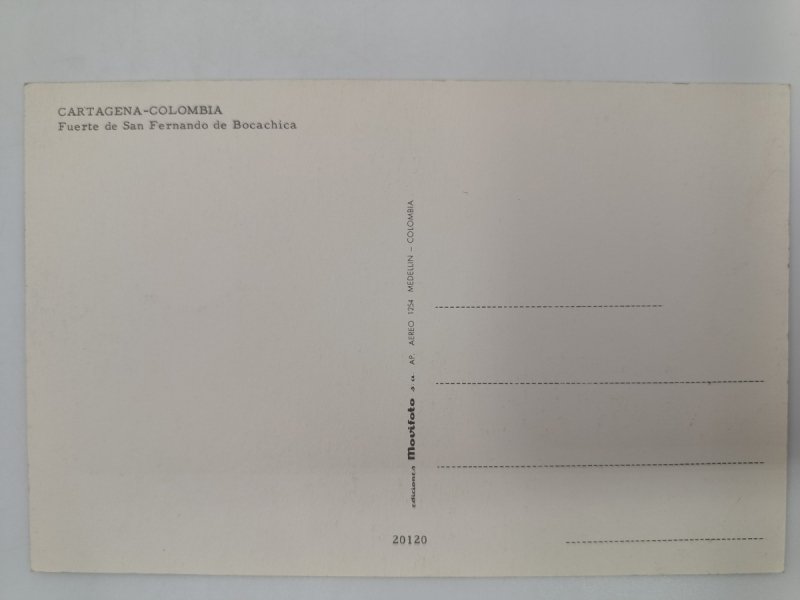 CARTAGENA-COLOMBIA
Fuerte de San Fernando de Bocachica
ediciones Movifoto s.a AP. AEREO 1254 MEDELLIN - COLOMBIA
20120